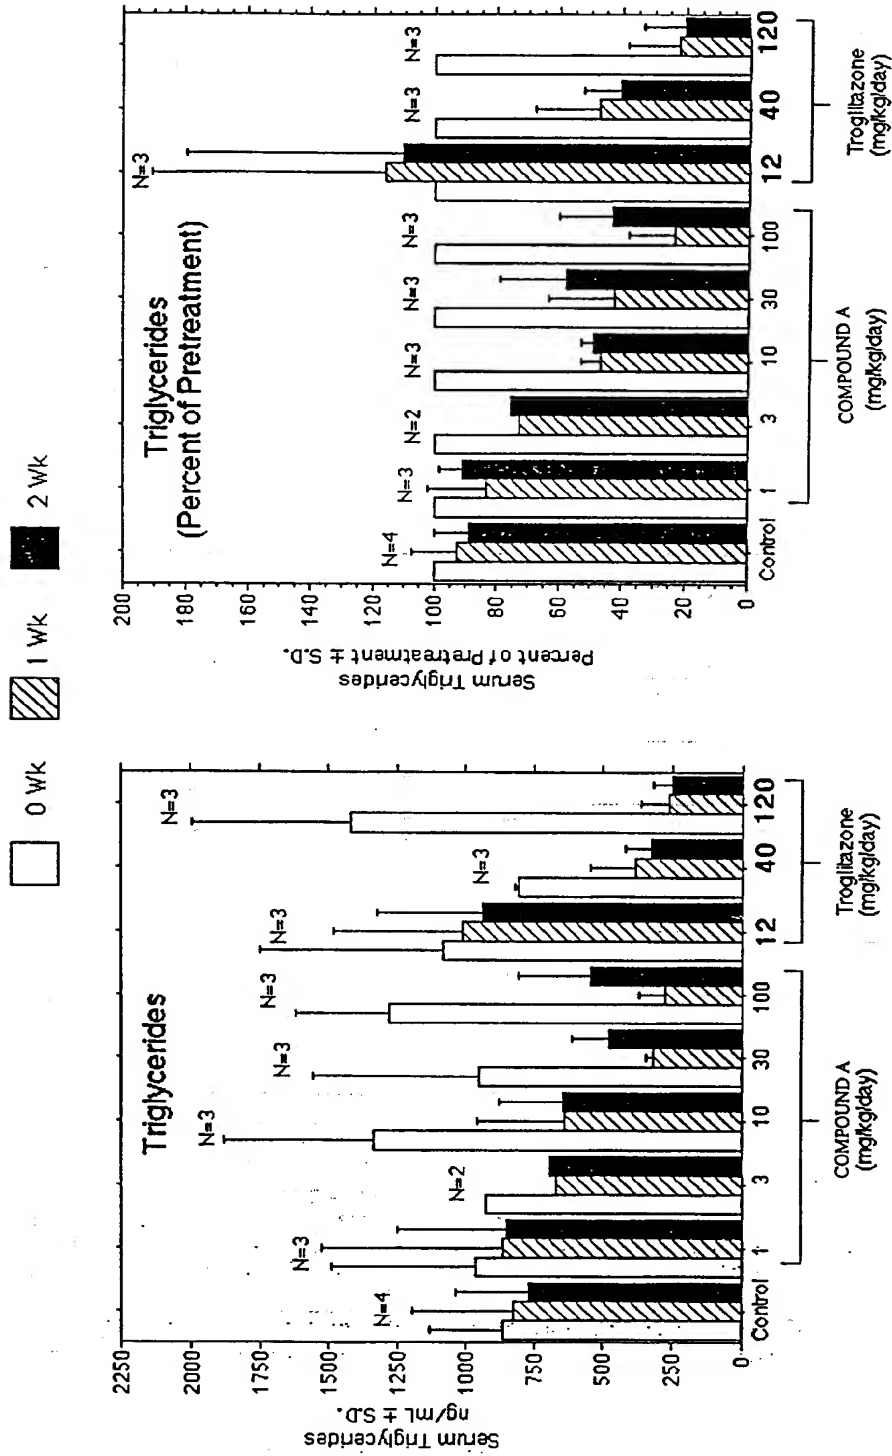 0 Wk
1 Wk
2 Wk
Triglycerides
Serum Triglycerides
ng/mL ± S.D.
2250
2000
1750
1500
1250
1000
750
500
250
0
N=4
N=3
N=2
N=3
N=3
N=3
N=3
N=3
N=3
Control
1
3
10
30
100
12
40
120
COMPOUND A
(mg/kg/day)
Troglitazone
(mg/kg/day)
Triglycerides
(Percent of Pretreatment)
Serum Triglycerides
Percent of Pretreatment ± S.D.
200
180
160
140
120
100
80
60
40
20
0
N=4
N=3
N=2
N=3
N=3
N=3
N=3
N=3
N=3
Control
1
3
10
30
100
12
40
120
COMPOUND A
(mg/kg/day)
Troglitazone
(mg/kg/day)